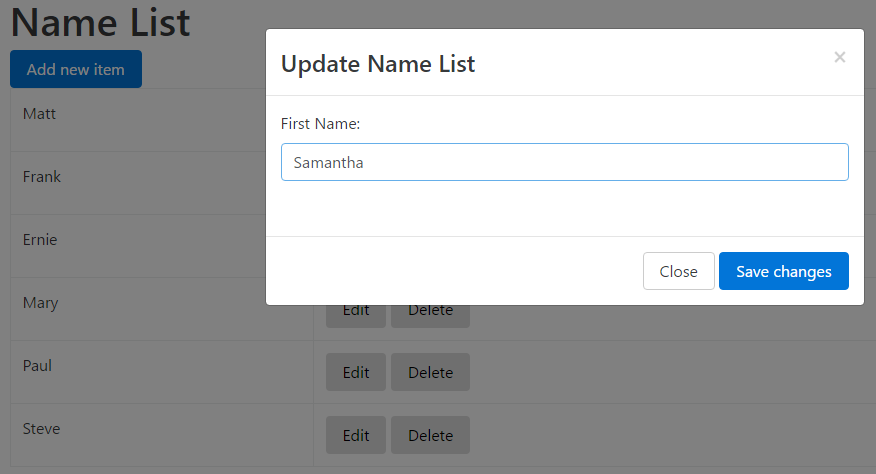 Name List
Add new item
Update Name List
×
First Name:
Samantha
Close
Save changes
Matt
Frank
Ernie
Mary
Edit Delete
Paul
Edit Delete
Steve
Edit Delete